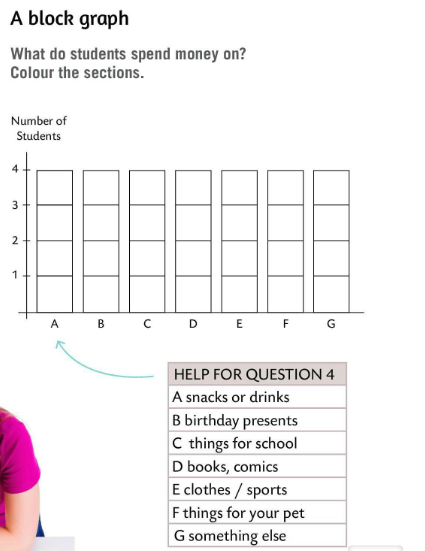 A block graph
What do students spend money on?
Colour the sections.
Number of
Students
4
3
2
1
A B C D E F G
HELP FOR QUESTION 4
A snacks or drinks
B birthday presents
C things for school
D books, comics
E clothes / sports
F things for your pet
G something else